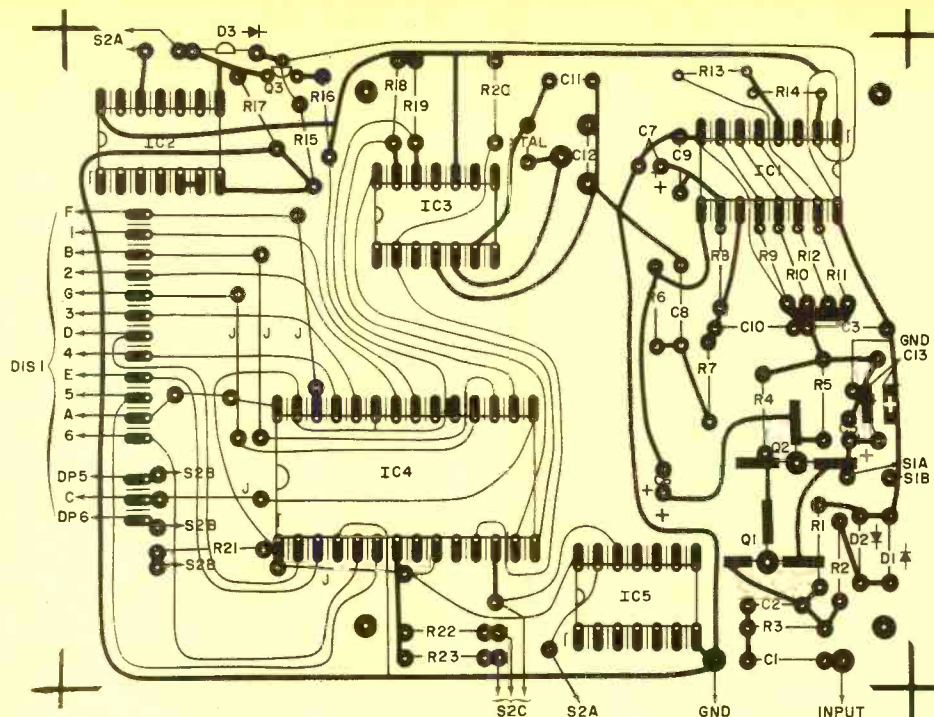 S2A
D3
Q3
R17
R16
R15
IC2
R18
R19
R20
C11
C12
IC3
R13
R14
C7
C9
IC1
F
1
B
2
G
3
D
4
E
5
A
6
DIS1
DP5
C
DP6
J
J
J
J
J
S2B
S2B
S2B
R21
IC4
R6
C8
R8
R9
R10
R12
R11
C10
C3
R7
R4
R5
GND
C13
Q2
S1A
S1B
R1
D2
D1
Q1
R2
C2
R3
C1
IC5
R22
R23
S2C
S2A
GND
INPUT